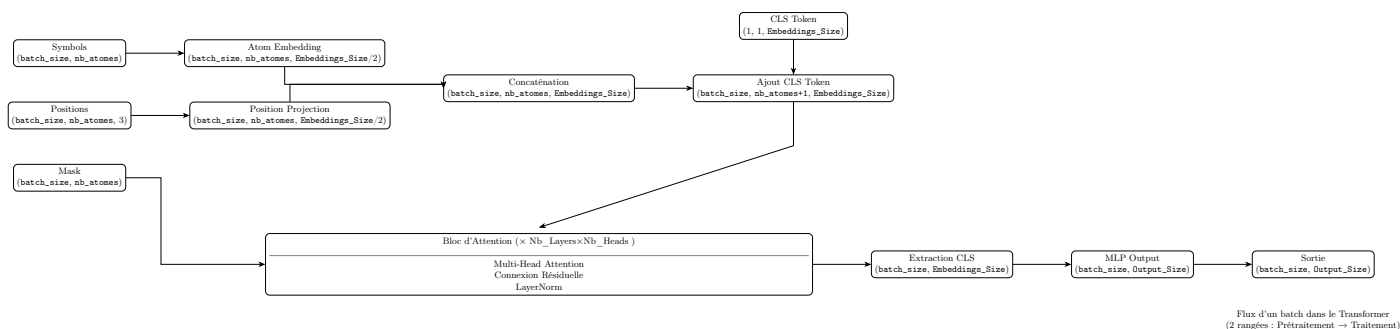 CLS Token
(1, 1, Embeddings_Size)
Symbols
(batch_size, nb_atomes)
Atom Embedding
(batch_size, nb_atomes, Embeddings_Size/2)
Concaténation
(batch_size, nb_atomes, Embeddings_Size)
Ajout CLS Token
(batch_size, nb_atomes+1, Embeddings_Size)
Positions
(batch_size, nb_atomes, 3)
Position Projection
(batch_size, nb_atomes, Embeddings_Size/2)
Mask
(batch_size, nb_atomes)
Bloc d'Attention (× Nb_Layers×Nb_Heads )
Multi-Head Attention
Connexion Résiduelle
LayerNorm
Extraction CLS
(batch_size, Embeddings_Size)
MLP Output
(batch_size, Output_Size)
Sortie
(batch_size, Output_Size)
Flux d'un batch dans le Transformer
(2 rangées : Prétraitement → Traitement)